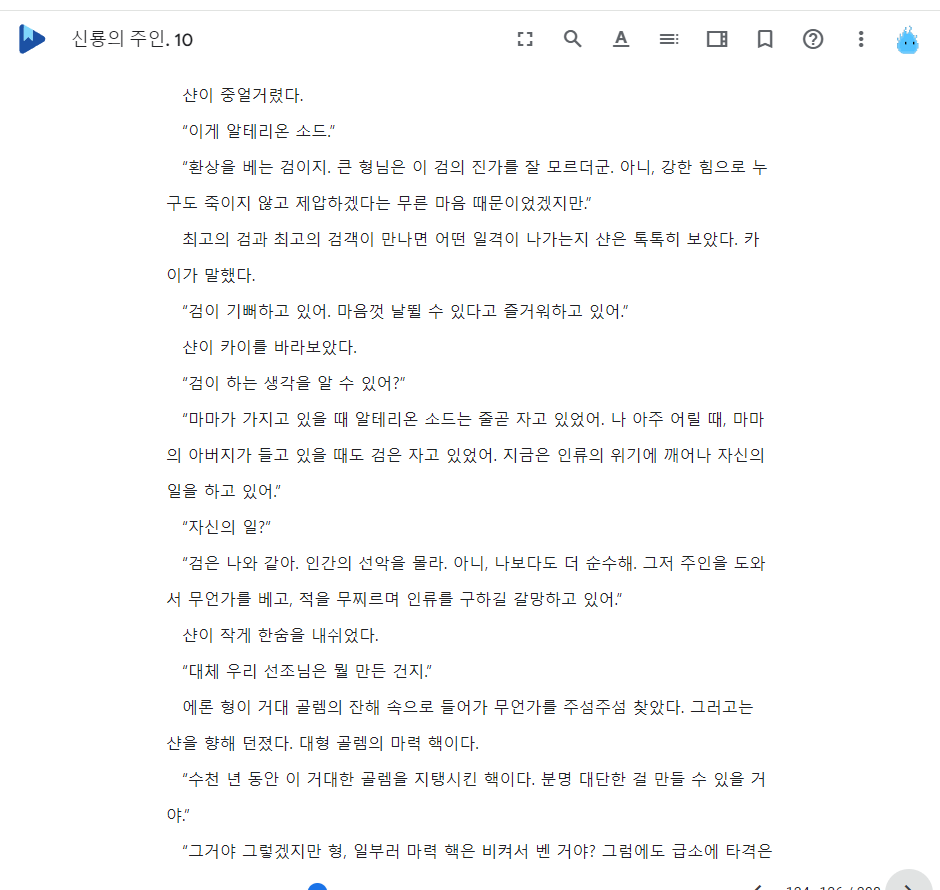 신룡의 주인. 10
샨이 중얼거렸다.
“이게 알테리온 소드.”
“환상을 베는 검이지. 큰 형님은 이 검의 진가를 잘 모르더군. 아니, 강한 힘으로 누
구도 죽이지 않고 제압하겠다는 무른 마음 때문이었겠지만.”
최고의 검과 최고의 검객이 만나면 어떤 일격이 나가는지 샨은 톡톡히 보았다. 카
이가 말했다.
“검이 기뻐하고 있어. 마음껏 날뛸 수 있다고 즐거워하고 있어.”
샨이 카이를 바라보았다.
“검이 하는 생각을 알 수 있어?”
“마마가 가지고 있을 때 알테리온 소드는 줄곧 자고 있었어. 나 아주 어릴 때, 마마
의 아버지가 들고 있을 때도 검은 자고 있었어. 지금은 인류의 위기에 깨어나 자신의
일을 하고 있어.”
“자신의 일?”
“검은 나와 같아. 인간의 선악을 몰라. 아니, 나보다도 더 순수해. 그저 주인을 도와
서 무언가를 베고, 적을 무찌르며 인류를 구하길 갈망하고 있어.”
샨이 작게 한숨을 내쉬었다.
“대체 우리 선조님은 뭘 만든 건지.”
에론 형이 거대 골렘의 잔해 속으로 들어가 무언가를 주섬주섬 찾았다. 그러고는
샨을 향해 던졌다. 대형 골렘의 마력 핵이다.
“수천 년 동안 이 거대한 골렘을 지탱시킨 핵이다. 분명 대단한 걸 만들 수 있을 거
야.”
“그거야 그렇겠지만 형, 일부러 마력 핵은 비켜서 벤 거야? 그럼에도 급소에 타격은